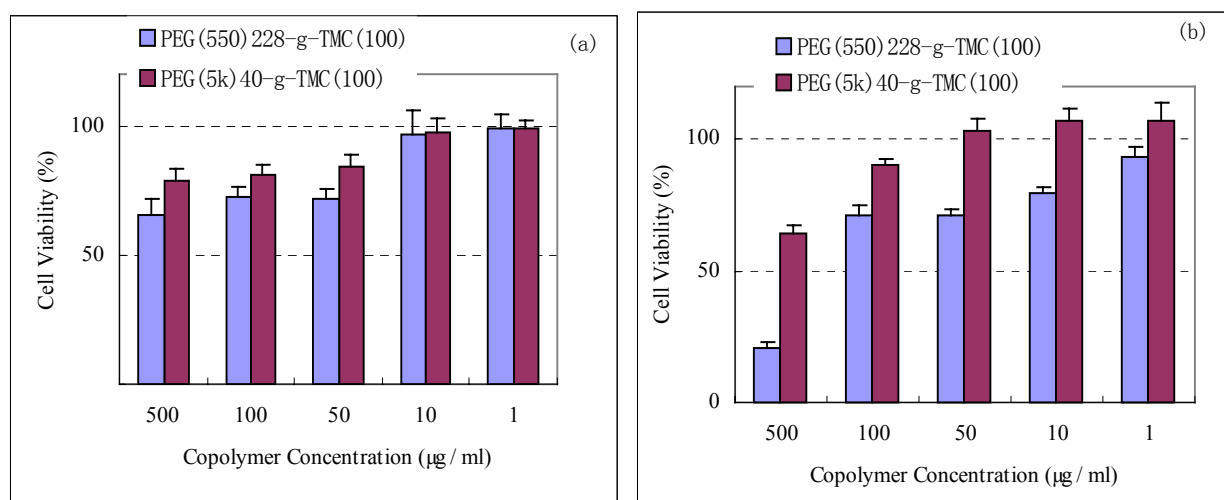 PEG(550)228-g-TMC(100)
PEG(5k)40-g-TMC(100)
(a)
100
50
Cell Viability (%)
500 100 50 10 1
Copolymer Concentration (μg / ml)
PEG(550)228-g-TMC(100)
PEG(5k)40-g-TMC(100)
(b)
100
50
0
Cell Viability (%)
500 100 50 10 1
Copolymer Concentration (μg / ml)